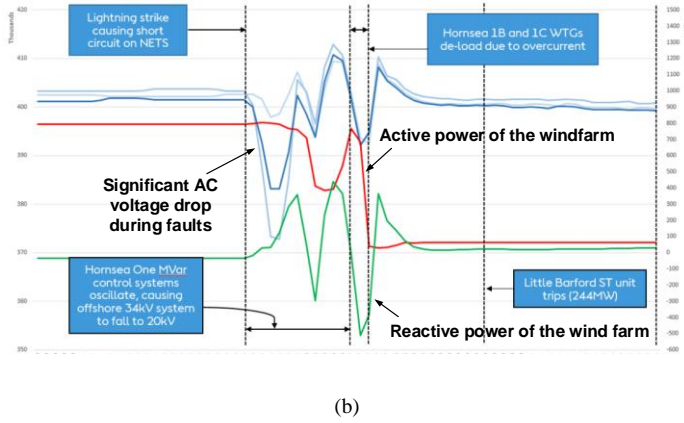 Thousands
420
410
400
390
380
370
360
350
1500
1400
1300
1200
1100
1000
900
800
700
600
500
400
300
200
100
0
-100
-200
-300
-400
-500
-600
Lightning strike
causing short
circuit on NETS
Hornsea 1B and 1C WTGs
de-load due to overcurrent
Active power of the windfarm
Significant AC
voltage drop
during faults
Hornsea One MVar
control systems
oscillate, causing
offshore 34kV system
to fall to 20kV
Little Barford ST unit
trips (244MW)
Reactive power of the wind farm
(b)